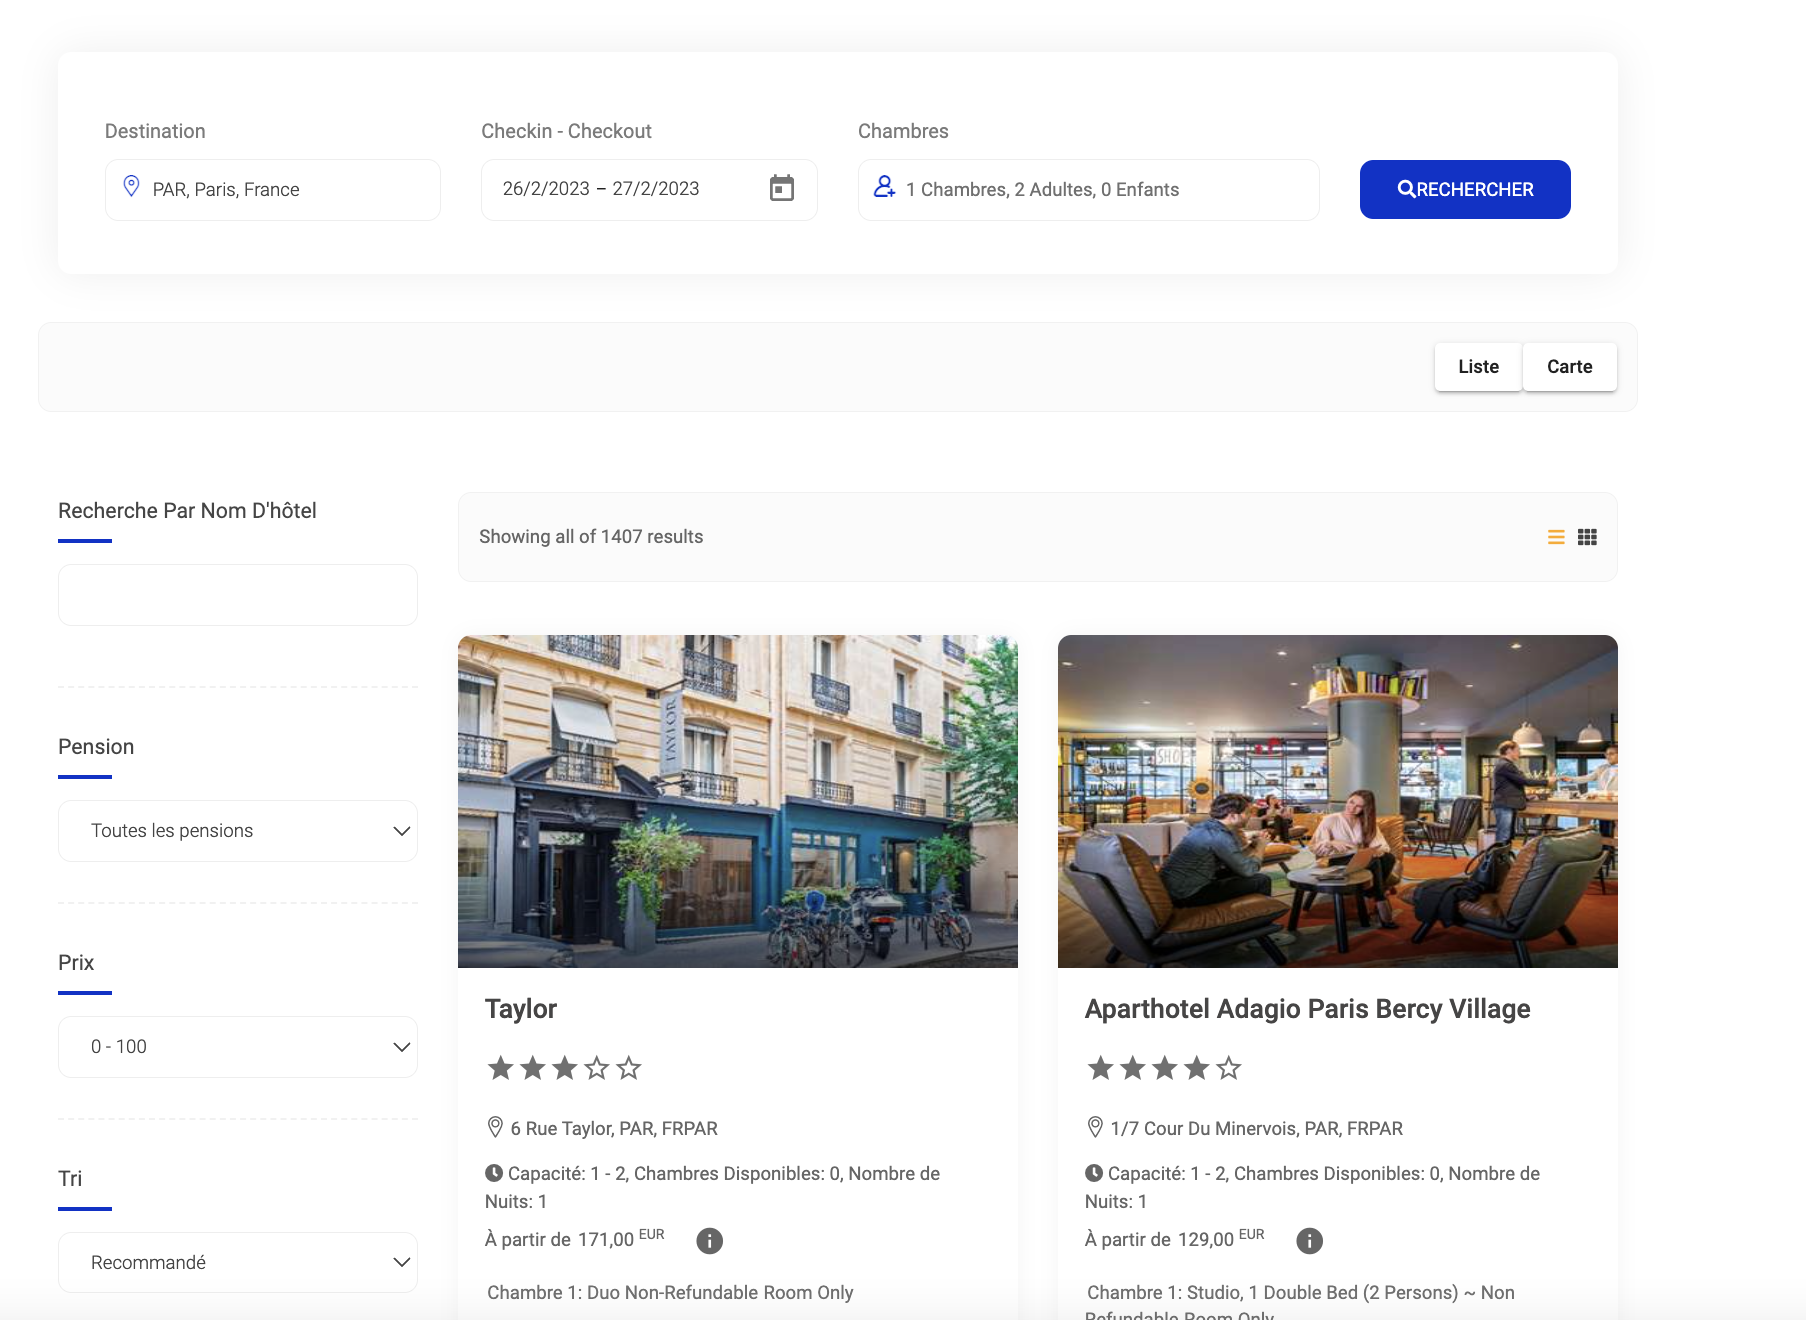 Destination
Checkin - Checkout
Chambres
PAR, Paris, France
26/2/2023 – 27/2/2023
1 Chambres, 2 Adultes, 0 Enfants
RECHERCHER
Liste
Carte
Recherche Par Nom D'hôtel
Showing all of 1407 results
Pension
Toutes les pensions
Prix
0 - 100
Tri
Recommandé
TAYLOR
Taylor
6 Rue Taylor, PAR, FRPAR
Capacité: 1 - 2, Chambres Disponibles: 0, Nombre de
Nuits: 1
À partir de 171,00 EUR
Chambre 1: Duo Non-Refundable Room Only
SHOP
Aparthotel Adagio Paris Bercy Village
1/7 Cour Du Minervois, PAR, FRPAR
Capacité: 1 - 2, Chambres Disponibles: 0, Nombre de
Nuits: 1
À partir de 129,00 EUR
Chambre 1: Studio, 1 Double Bed (2 Persons) ~ Non
Refundable Room Only